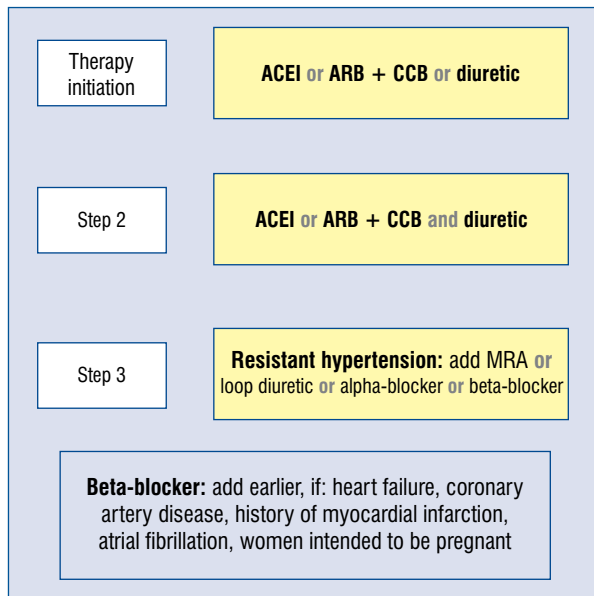 Therapy
initiation
ACEI or ARB + CCB or diuretic
Step 2
ACEI or ARB + CCB and diuretic
Step 3
Resistant hypertension: add MRA or
loop diuretic or alpha-blocker or beta-blocker
Beta-blocker: add earlier, if: heart failure, coronary
artery disease, history of myocardial infarction,
atrial fibrillation, women intended to be pregnant